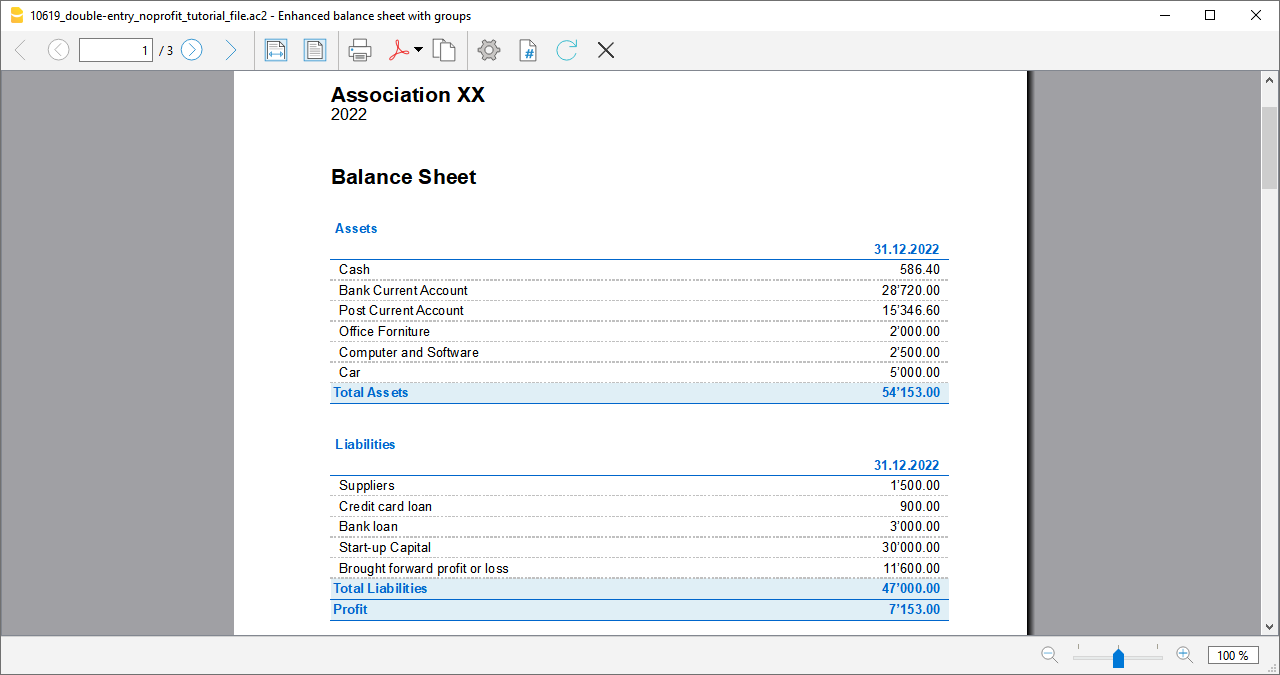 10619_double-entry_noprofit_tutorial_file.ac2 - Enhanced balance sheet with groups
1 / 3
#
Association XX
2022
Balance Sheet
Assets
31.12.2022
Cash 586.40
Bank Current Account 28'720.00
Post Current Account 15'346.60
Office Forniture 2'000.00
Computer and Software 2'500.00
Car 5'000.00
Total Assets 54'153.00
Liabilities
31.12.2022
Suppliers 1'500.00
Credit card loan 900.00
Bank loan 3'000.00
Start-up Capital 30'000.00
Brought forward profit or loss 11'600.00
Total Liabilities 47'000.00
Profit 7'153.00
100 %